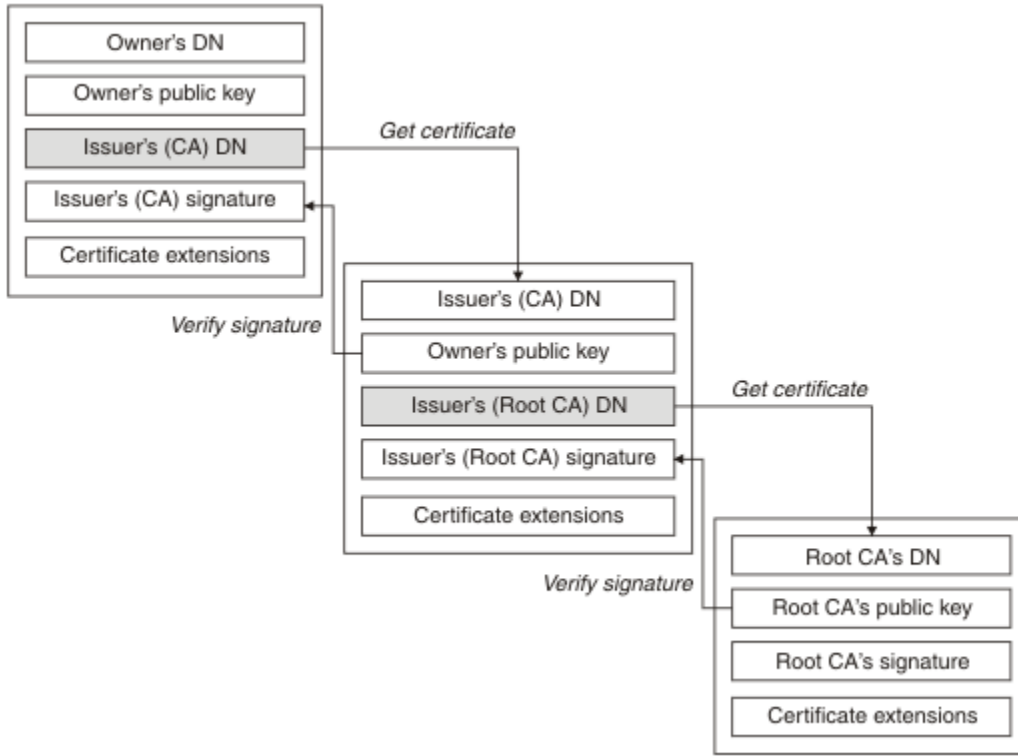 Owner's DN
Owner's public key
Issuer's (CA) DN
Get certificate
Issuer's (CA) signature
Certificate extensions
Verify signature
Issuer's (CA) DN
Owner's public key
Issuer's (Root CA) DN
Get certificate
Issuer's (Root CA) signature
Certificate extensions
Verify signature
Root CA's DN
Root CA's public key
Root CA's signature
Certificate extensions